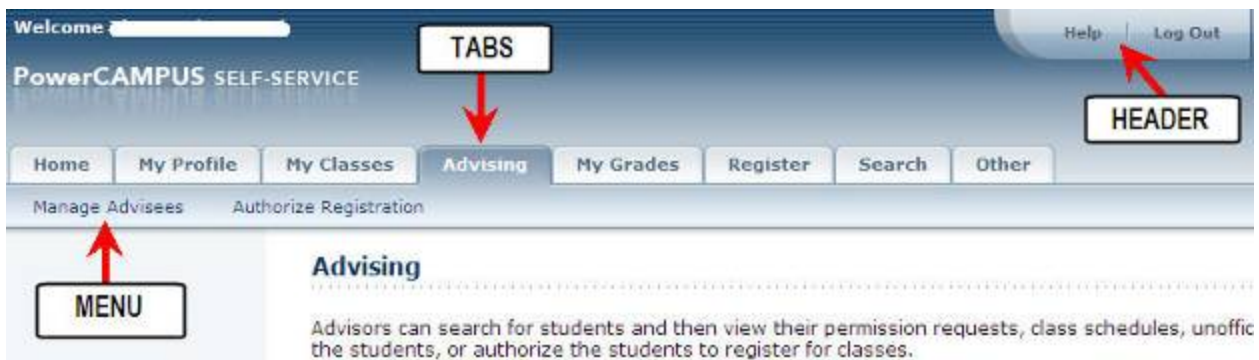 Welcome
Help | Log Out
TABS
PowerCAMPUS SELF-SERVICE
HEADER
Home My Profile My Classes Advising My Grades Register Search Other
Manage Advisees Authorize Registration
Advising
MENU
Advisors can search for students and then view their permission requests, class schedules, unoffic
the students, or authorize the students to register for classes.